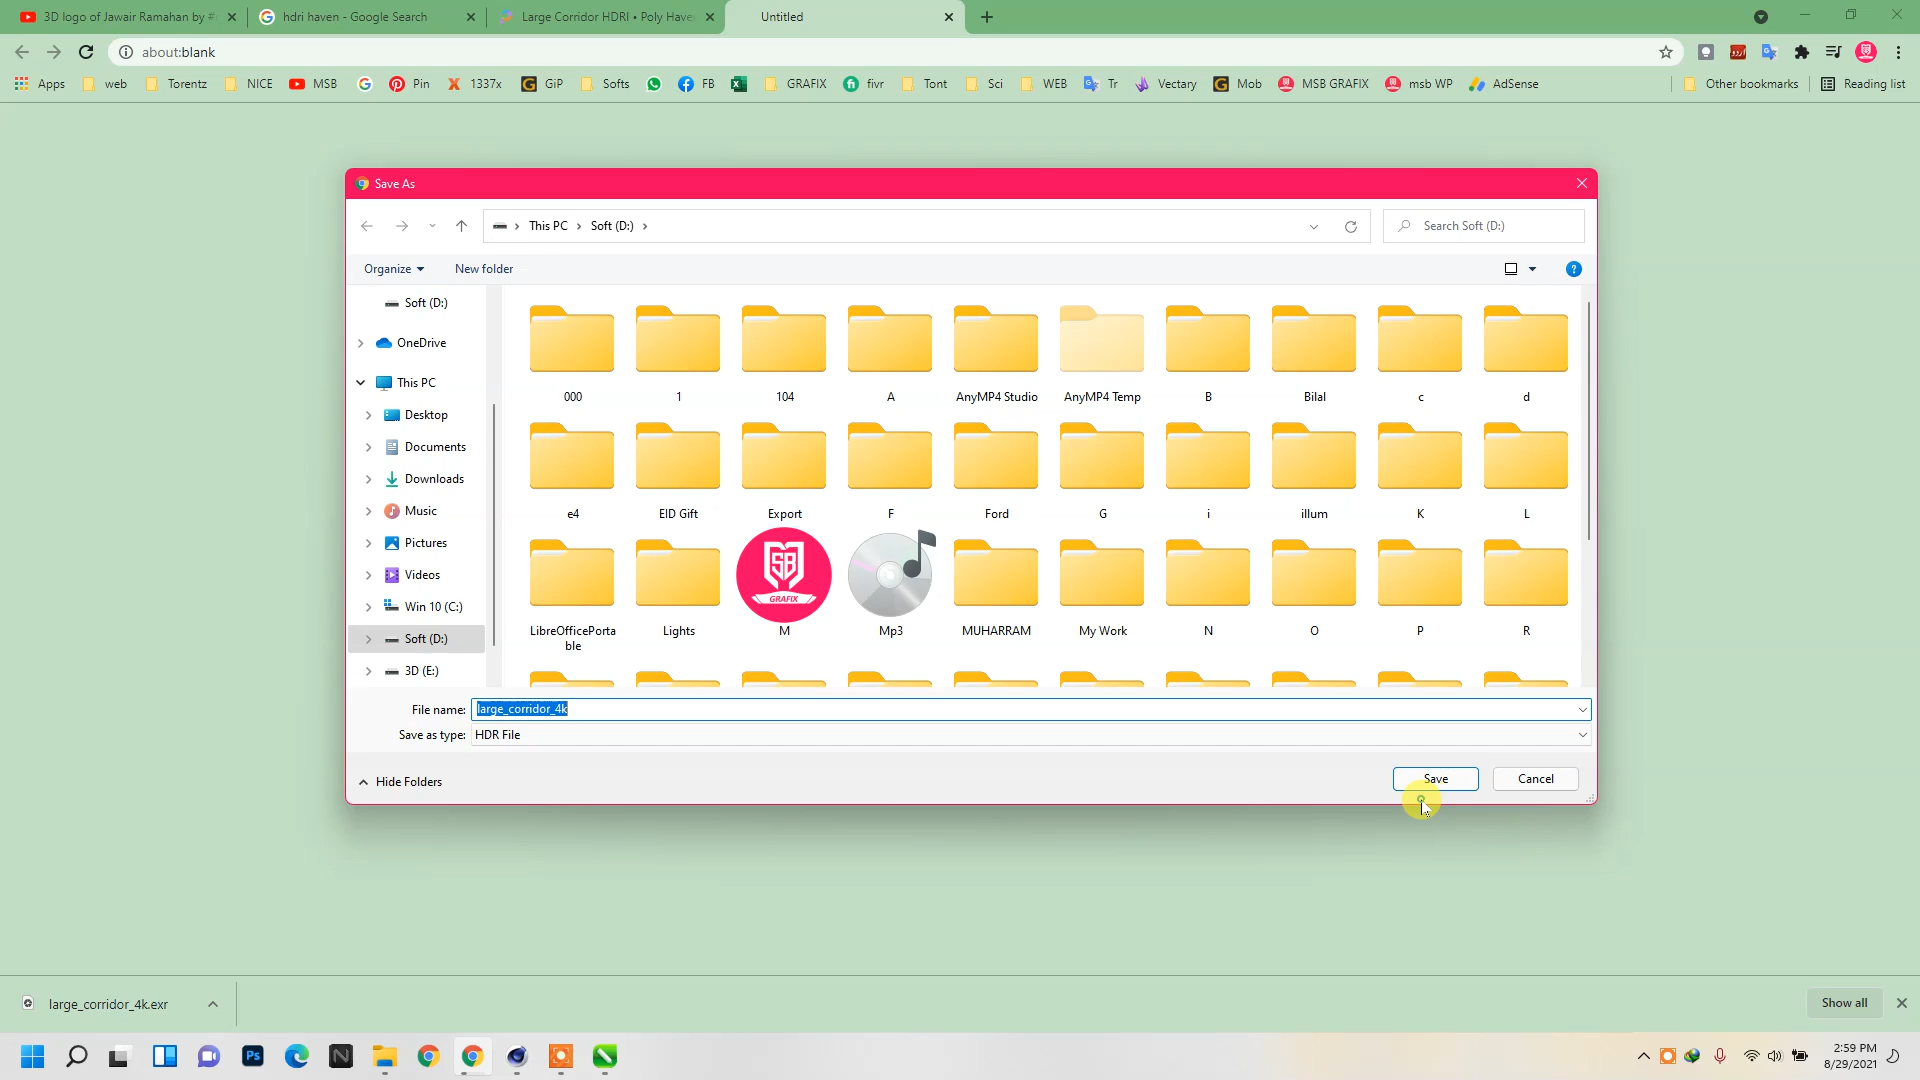 3D logo of Jawair Ramahan by #
hdri haven - Google Search
Large Corridor HDRI • Poly Have
Untitled
about:blank
Apps
web
Torentz
NICE
MSB
Pin
1337x
GiP
Softs
FB
GRAFIX
fivr
Tont
Sci
WEB
Tr
Vectary
Mob
MSB GRAFIX
msb WP
AdSense
Other bookmarks
Reading list
Save As
This PC > Soft (D:) >
Search Soft (D:)
Organize
New folder
Soft (D:)
OneDrive
This PC
Desktop
Documents
Downloads
Music
Pictures
Videos
Win 10 (C:)
Soft (D:)
3D (E:)
000
1
104
A
AnyMP4 Studio
AnyMP4 Temp
B
Bilal
c
d
e4
EID Gift
Export
F
Ford
G
i
illum
K
L
SB
GRAFIX
LibreOfficePorta
ble
Lights
M
Mp3
MUHARRAM
My Work
N
O
P
R
File name: large_corridor_4k
Save as type: HDR File
Hide Folders
Save
Cancel
large_corridor_4k.exr
Show all
Ps
N
2:59 PM
8/29/2021